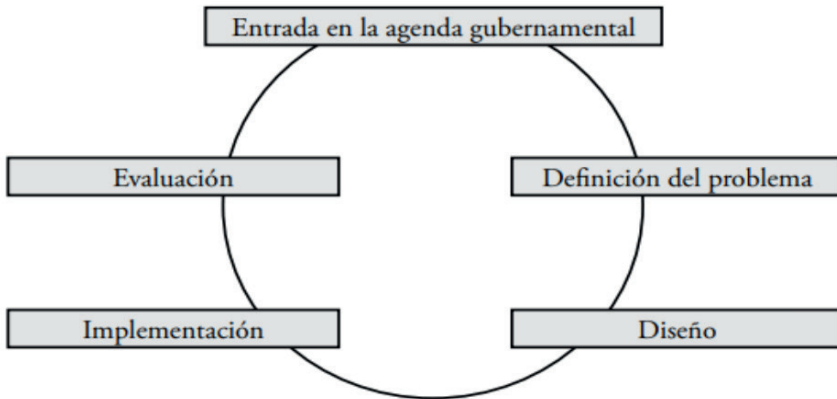 Entrada en la agenda gubernamental
Evaluación
Definición del problema
Implementación
Diseño